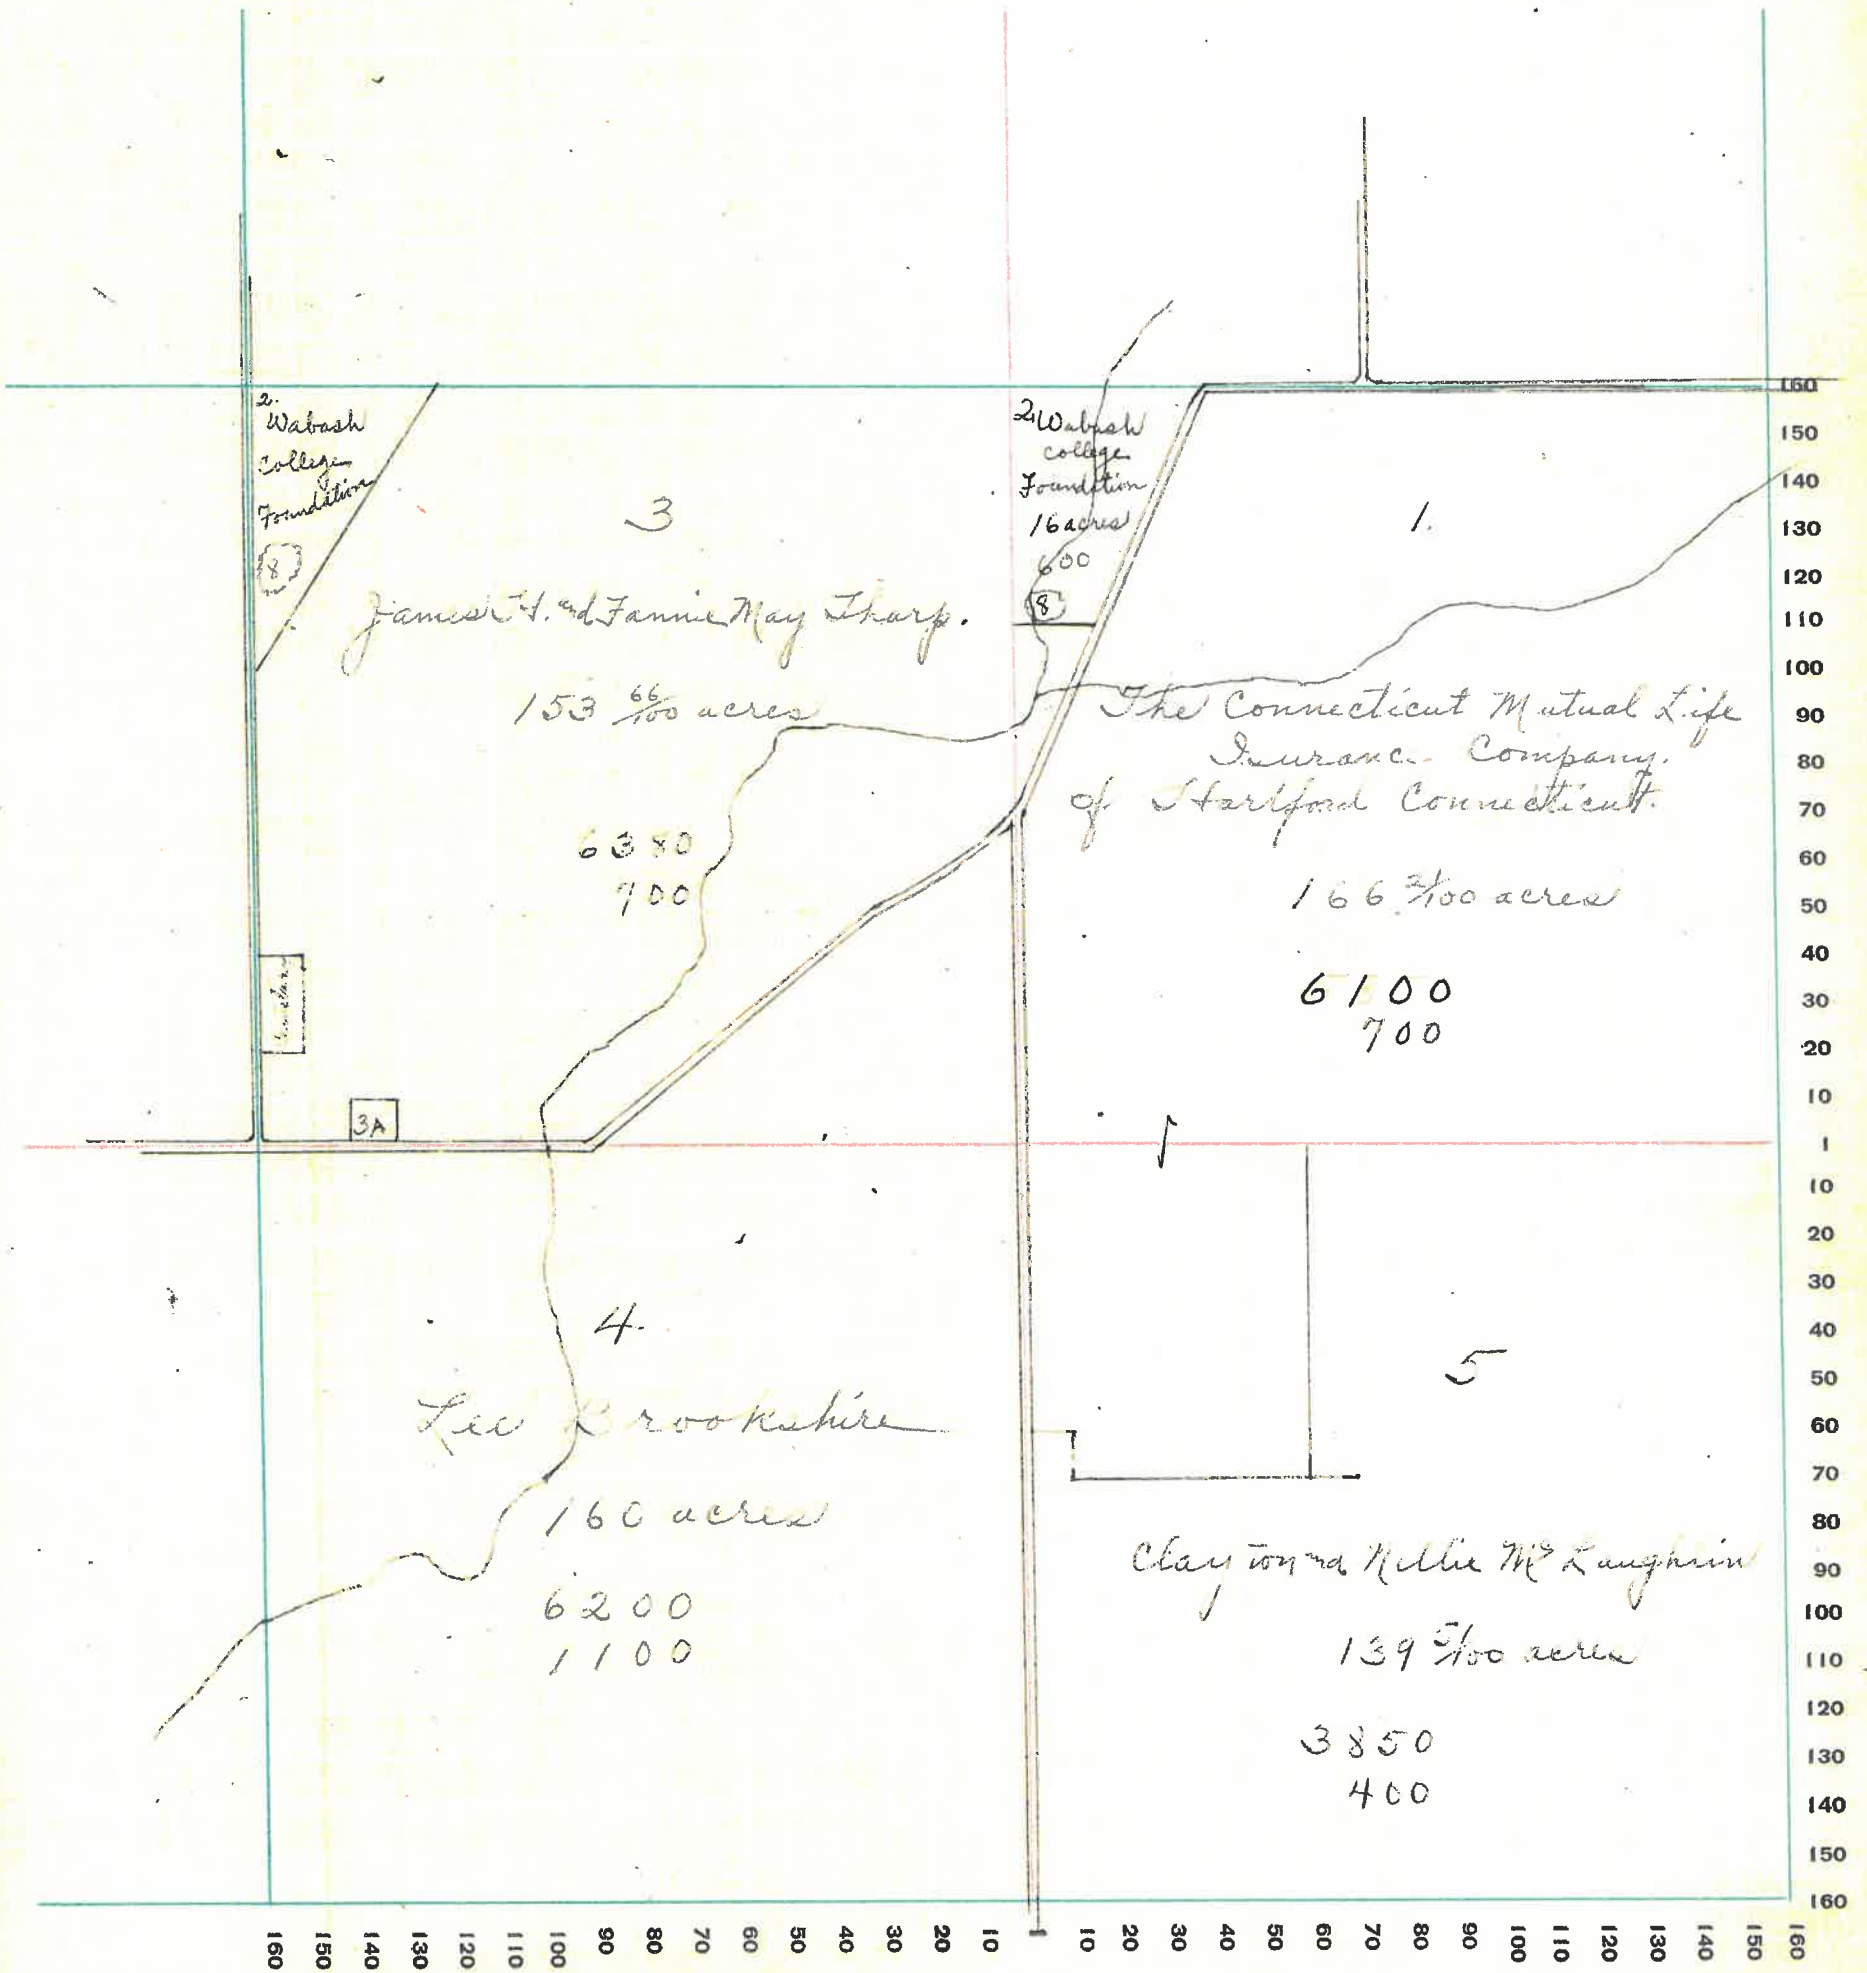 2.
Wabash
College
Foundation
8
3
James H. and Fannie May Tharp.
153 66/100 acres
6380
700
3A
2 Wabash
College
Foundation
16 acres
600
8
1.
The Connecticut Mutual Life
Isuranc. Company.
of Hartford Connecticut.
166 21/100 acres
6100
700
4.
Lee Brookshire
160 acres
6200
1100
5
Clayton and Nellie McLaughlin
139 5/100 acres
3850
400
160
150
140
130
120
110
100
90
80
70
60
50
40
30
20
10
1
10
20
30
40
50
60
70
80
90
100
110
120
130
140
150
160
160 150 140 130 120 110 100 90 80 70 60 50 40 30 20 10 1 10 20 30 40 50 60 70 80 90 100 110 120 130 140 150 160